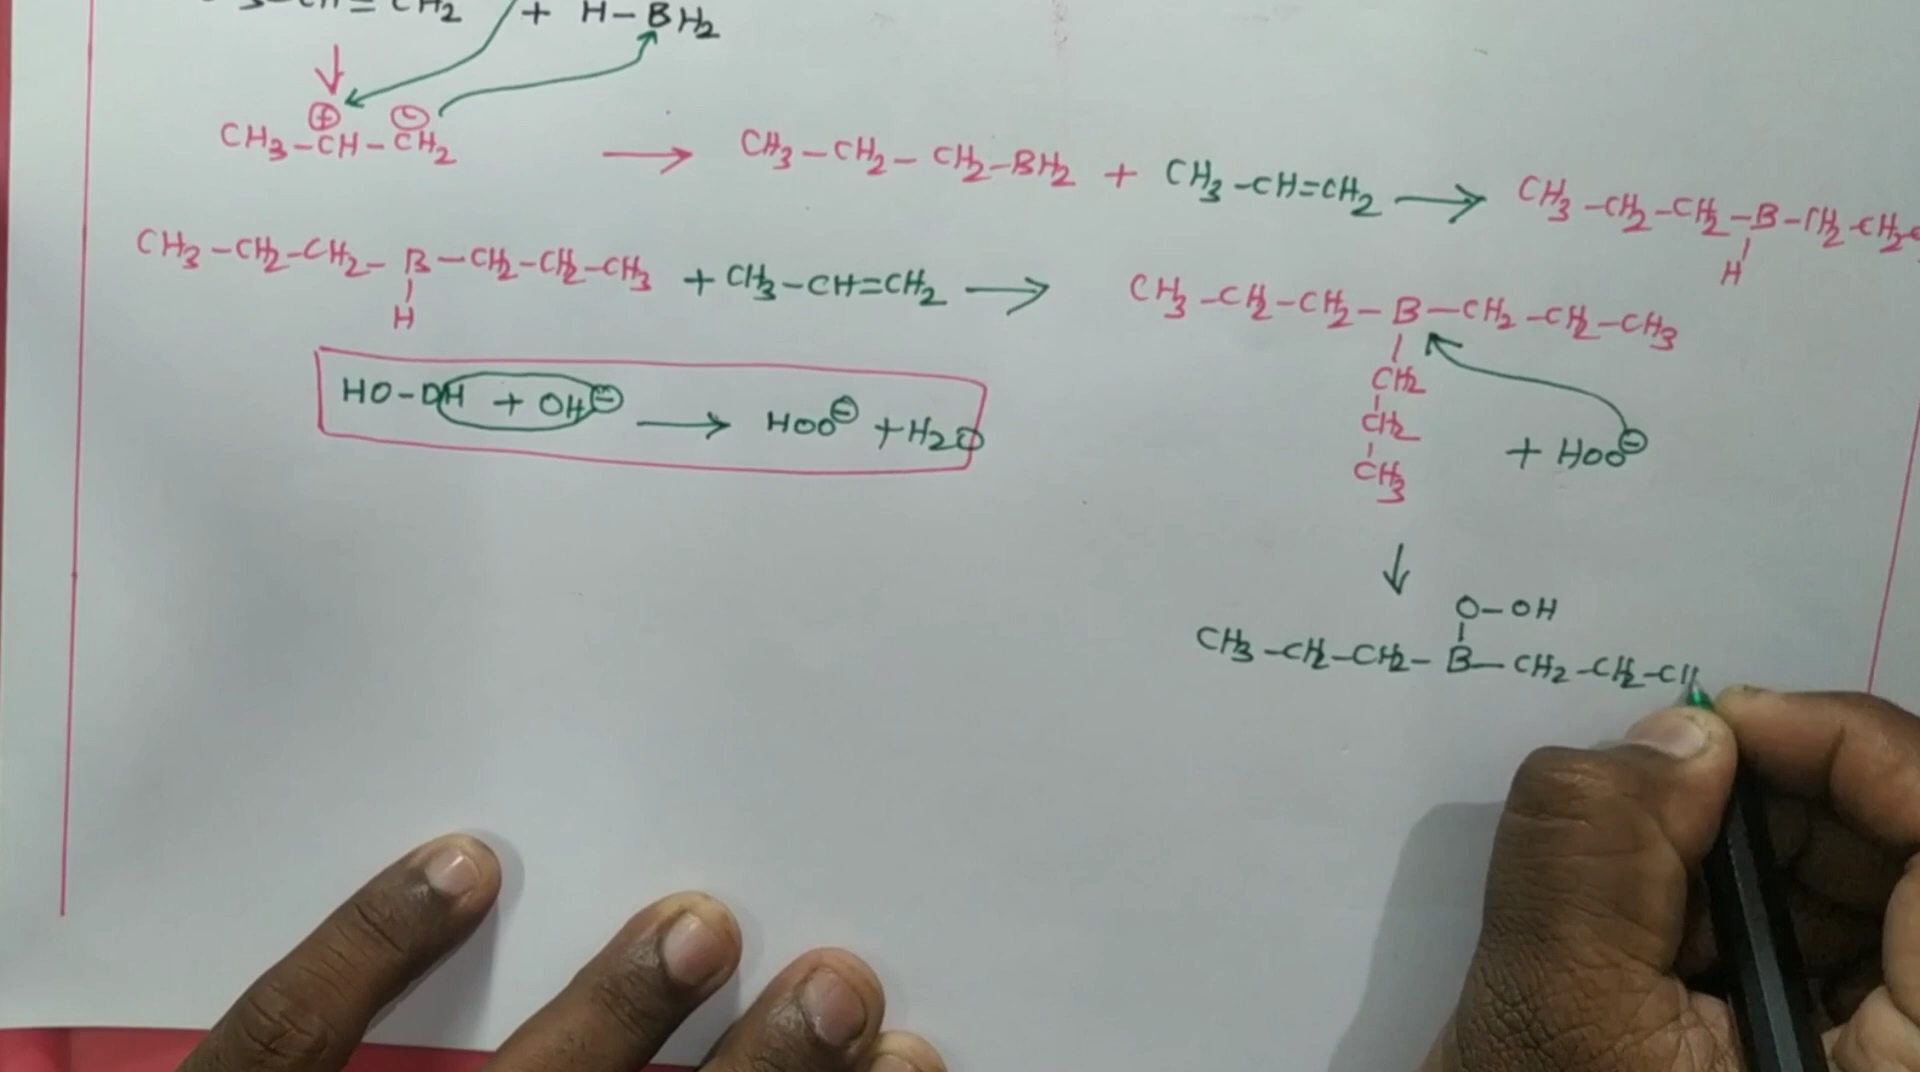 CH2 + H-BH2
CH3-CH-CH2 → CH3-CH2-CH2-BH2 + CH3-CH=CH2 → CH3-CH2-CH2-B-CH2-CH2
⊕ ⊖
H
CH3-CH2-CH2-B-CH2-CH2-CH3 + CH3-CH=CH2 → CH3-CH2-CH2-B-CH2-CH2-CH3
H
CH2
CH2
CH3
HO-OH + OH⊖ → HOO⊖ + H2O
+ HOO⊖
↓
O-OH
CH3-CH2-CH2-B-CH2-CH2-CH